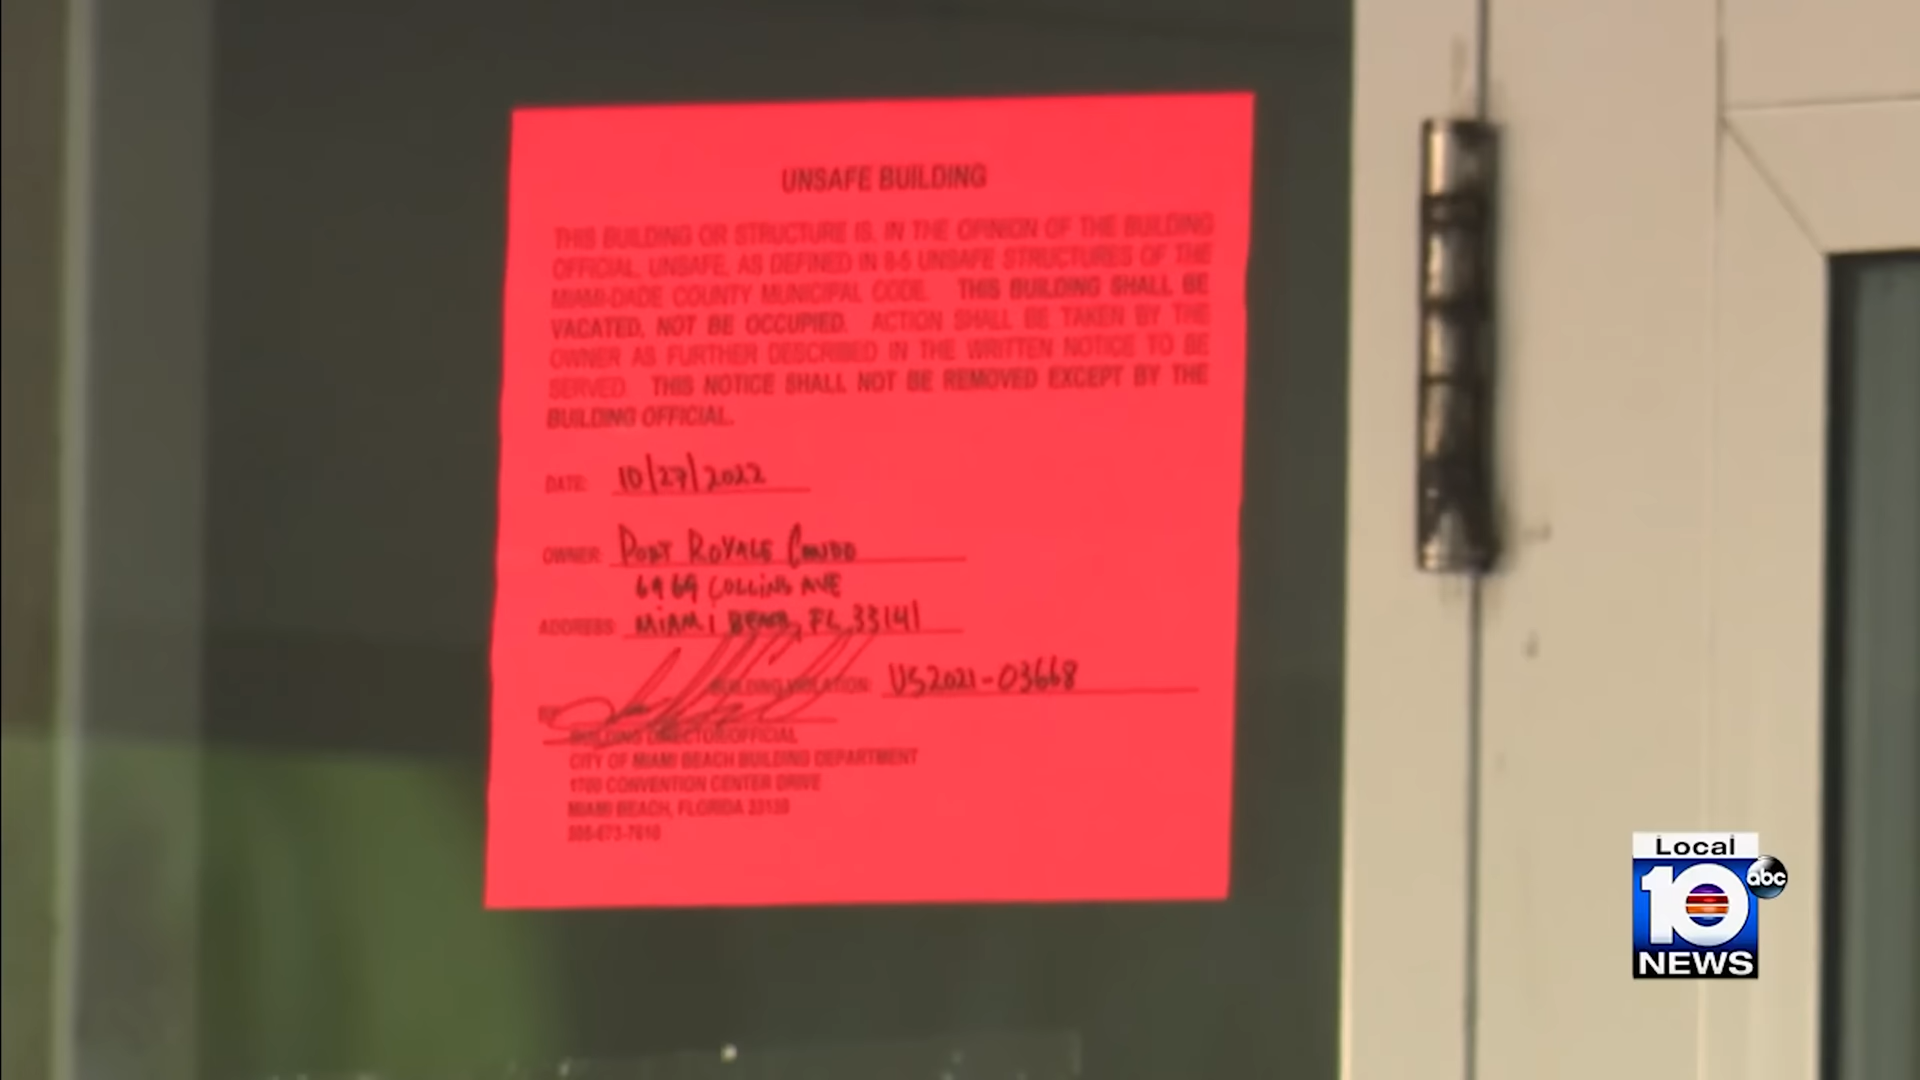 UNSAFE BUILDING
THIS BUILDING OR STRUCTURE IS, IN THE OPINION OF THE BUILDING
OFFICIAL, UNSAFE, AS DEFINED IN 8-5 UNSAFE STRUCTURES OF THE
MIAMI-DADE COUNTY MUNICIPAL CODE. THIS BUILDING SHALL BE
VACATED, NOT BE OCCUPIED. ACTION SHALL BE TAKEN BY THE
OWNER AS FURTHER DESCRIBED IN THE WRITTEN NOTICE TO BE
SERVED. THIS NOTICE SHALL NOT BE REMOVED EXCEPT BY THE
BUILDING OFFICIAL.
DATE: 10/27/2022
OWNER: PORT ROYALE CONDO
6969 COLLINS AVE
ADDRESS: MIAMI BEACH, FL 33141
BUILDING VIOLATION: US2021-03668
BY:
BUILDING DIRECTOR/OFFICIAL
CITY OF MIAMI BEACH BUILDING DEPARTMENT
1700 CONVENTION CENTER DRIVE
MIAMI BEACH, FLORIDA 33139
305-673-7610
Local
10
abc
NEWS